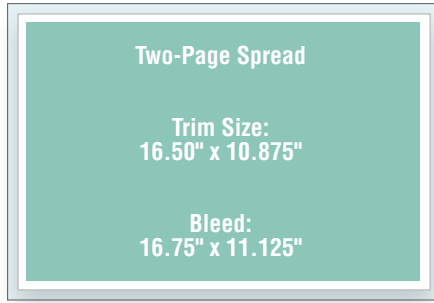 Two-Page Spread
Trim Size:
16.50" x 10.875"
Bleed:
16.75" x 11.125"